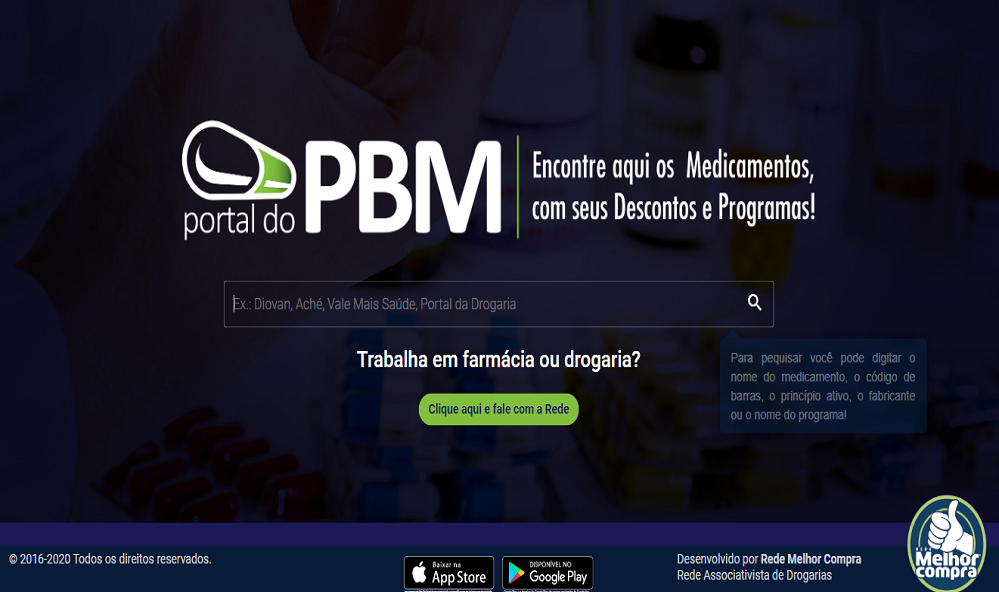 portal do PBM
Encontre aqui os Medicamentos,
com seus Descontos e Programas!
Ex.: Diovan, Aché, Vale Mais Saúde, Portal da Drogaria
Trabalha em farmácia ou drogaria?
Clique aqui e fale com a Rede
Para pesquisar você pode digitar o
nome do medicamento, o código de
barras, o princípio ativo, o fabricante
ou o nome do programa!
© 2016-2020 Todos os direitos reservados.
Baixar na
App Store
DISPONÍVEL NO
Google Play
Desenvolvido por Rede Melhor Compra
Rede Associativista de Drogarias
REDE
Melhor
compra